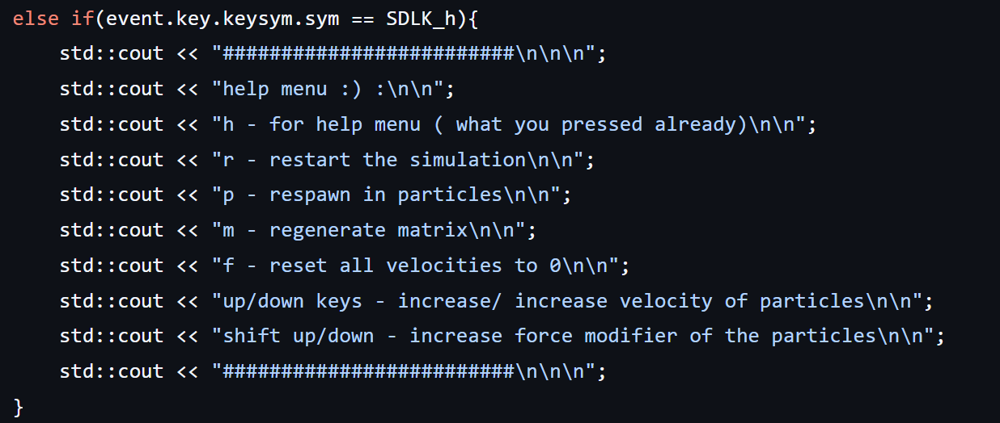 else if(event.key.keysym.sym == SDLK_h){
    std::cout << "#########################\n\n\n";
    std::cout << "help menu :) :\n\n";
    std::cout << "h - for help menu ( what you pressed already)\n\n";
    std::cout << "r - restart the simulation\n\n";
    std::cout << "p - respawn in particles\n\n";
    std::cout << "m - regenerate matrix\n\n";
    std::cout << "f - reset all velocities to 0\n\n";
    std::cout << "up/down keys - increase/ increase velocity of particles\n\n";
    std::cout << "shift up/down - increase force modifier of the particles\n\n";
    std::cout << "#########################\n\n\n";
}